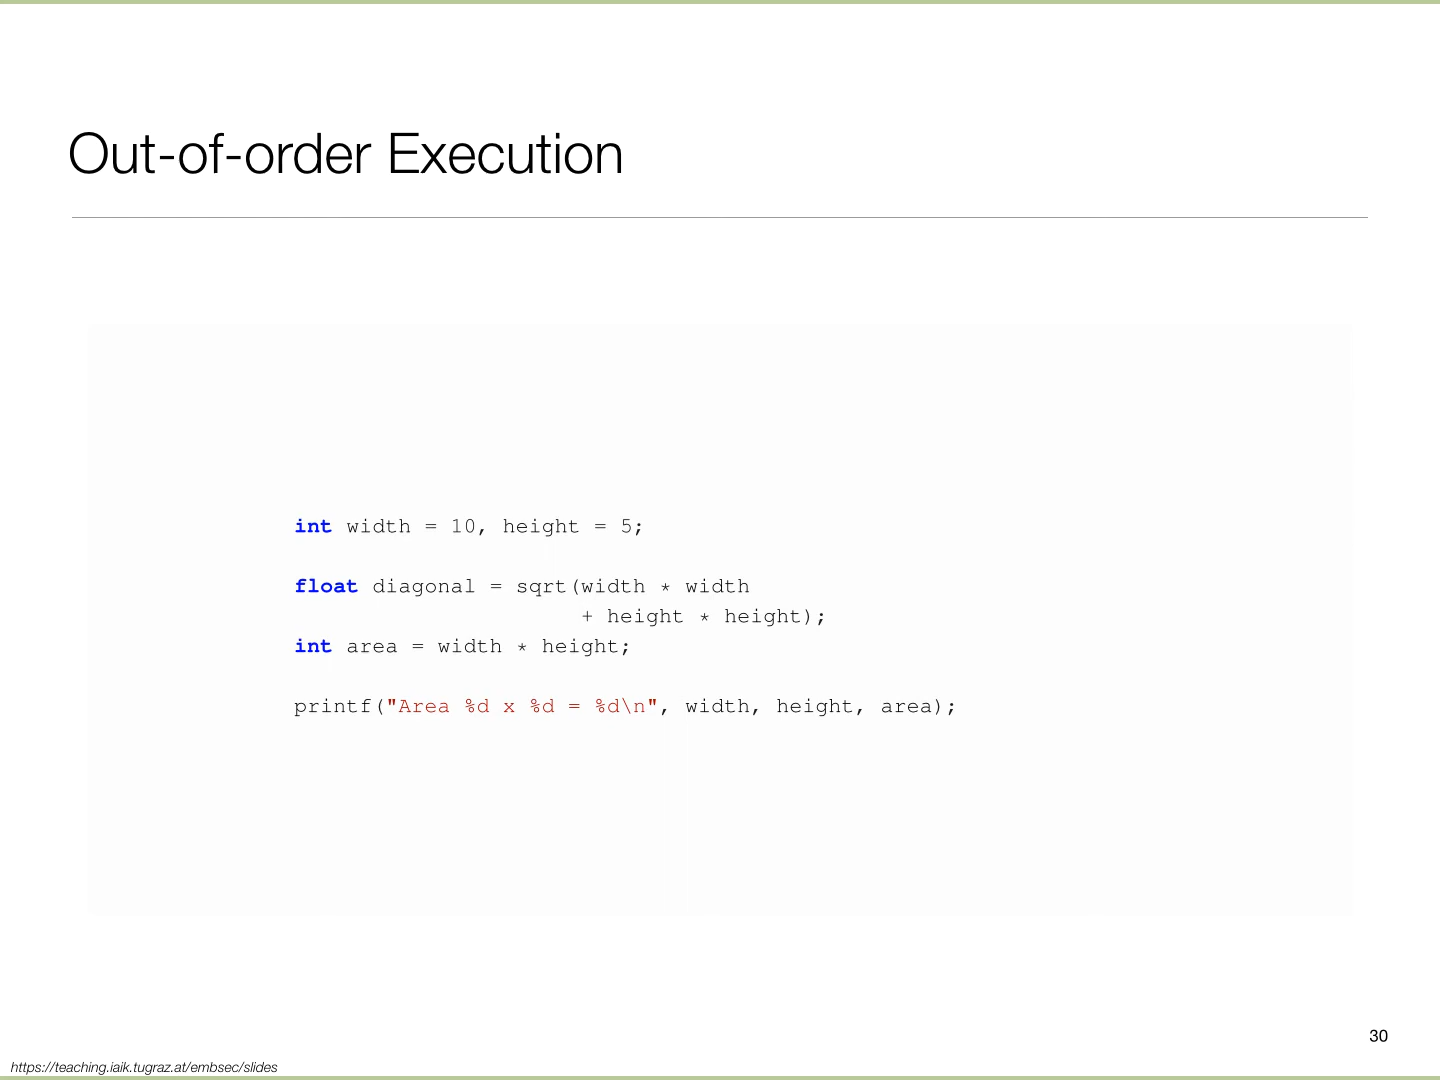 Out-of-order Execution
int width = 10, height = 5;
float diagonal = sqrt(width * width
+ height * height);
int area = width * height;
printf("Area %d x %d = %d\n", width, height, area);
30
https://teaching.iaik.tugraz.at/embsec/slides